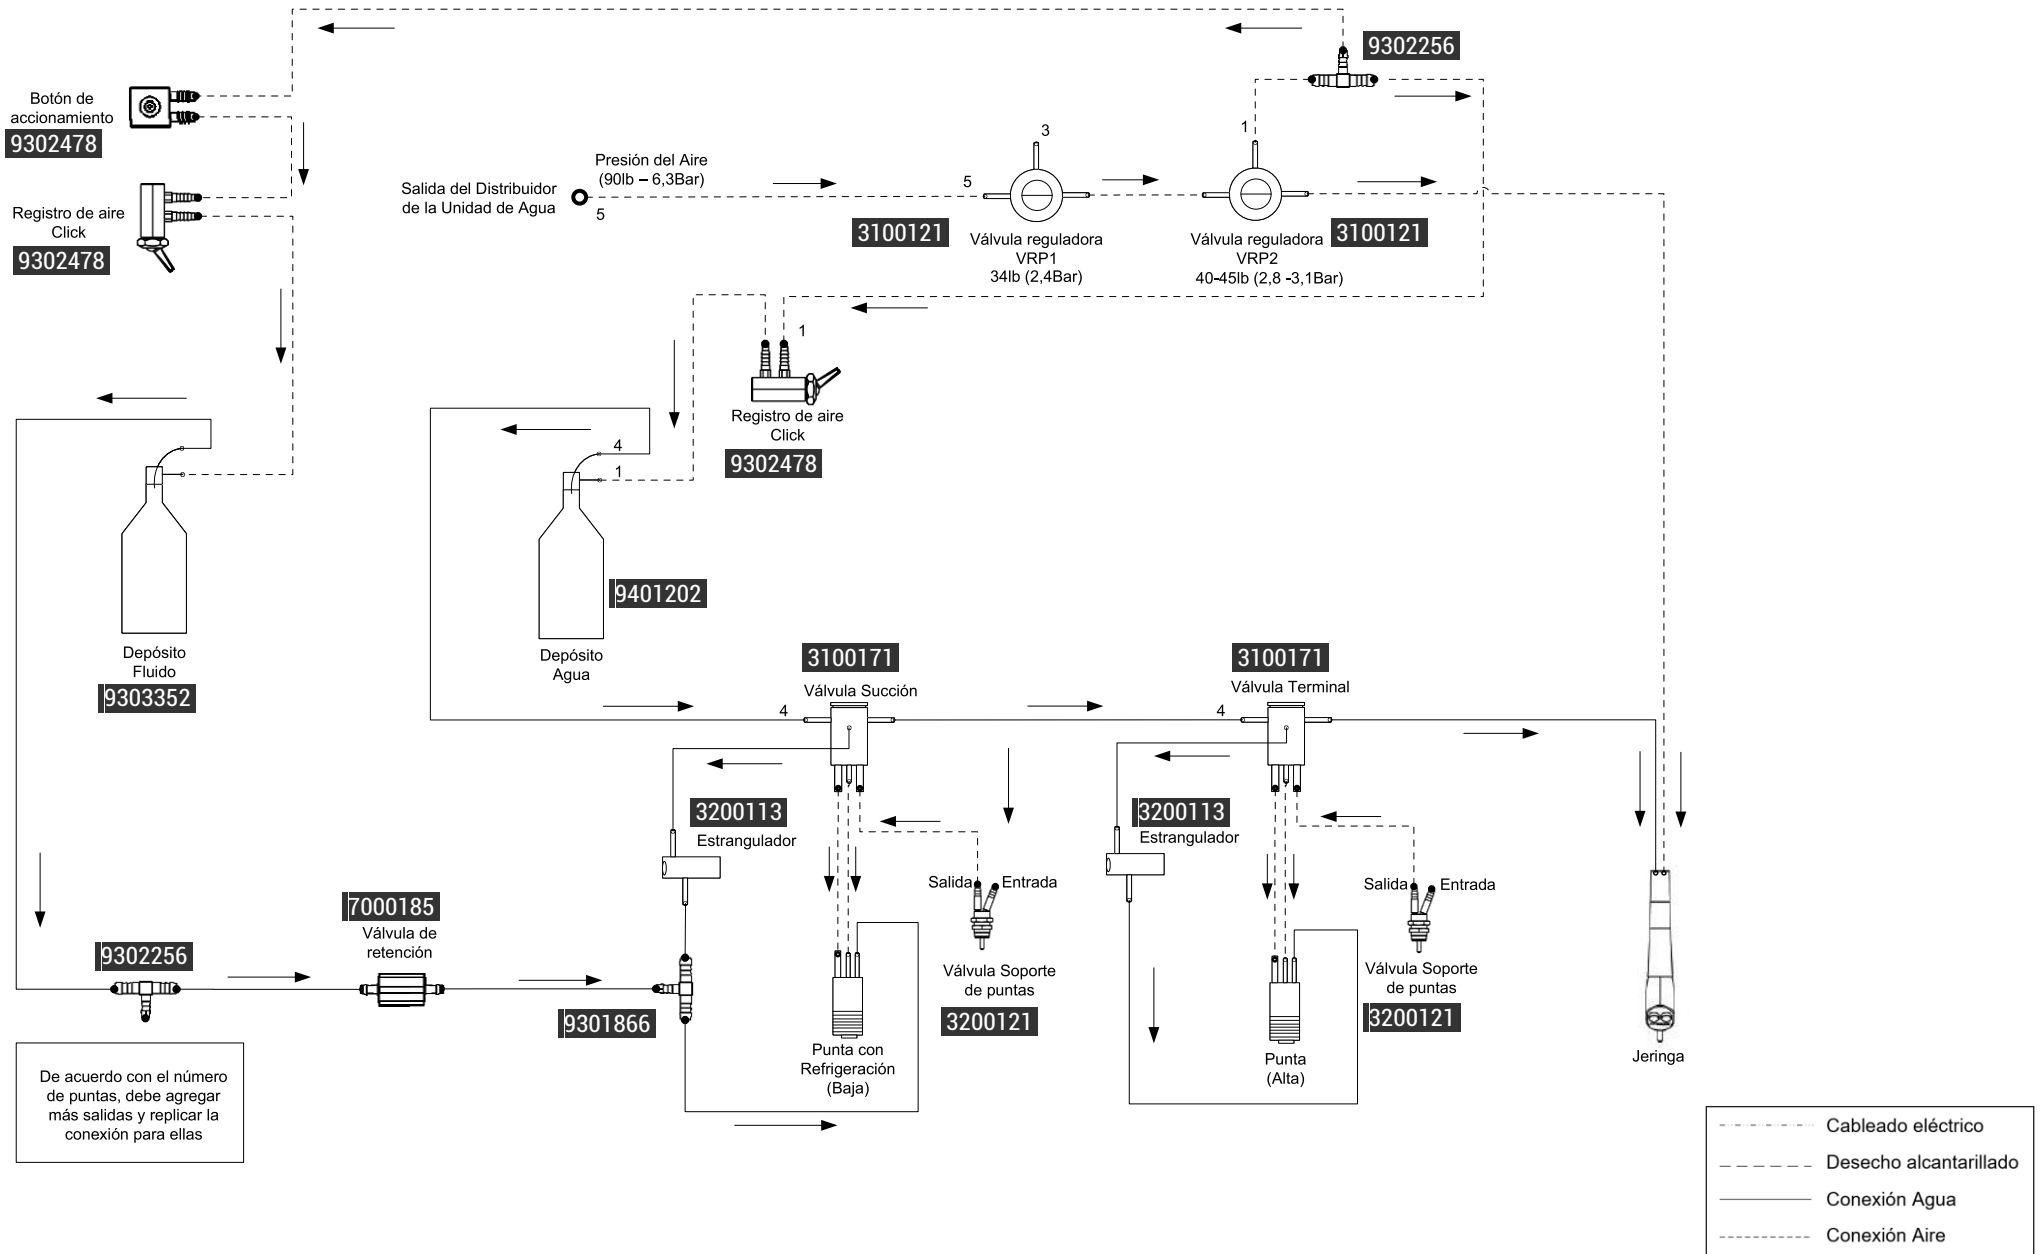 9302256
Botón de
accionamiento
9302478
Registro de aire
Click
9302478
Salida del Distribuidor
de la Unidad de Agua
Presión del Aire
(90lb – 6,3Bar)
5
5
3
1
3100121
Válvula reguladora
VRP1
34lb (2,4Bar)
Válvula reguladora
VRP2
40-45lb (2,8 -3,1Bar)
3100121
1
Registro de aire
Click
9302478
4
1
9401202
Depósito
Agua
Depósito
Fluido
9303352
3100171
Válvula Succión
4
3100171
Válvula Terminal
4
3200113
Estrangulador
3200113
Estrangulador
Salida
Entrada
Salida
Entrada
7000185
Válvula de
retención
9302256
9301866
Válvula Soporte
de puntas
3200121
Válvula Soporte
de puntas
3200121
Punta con
Refrigeración
(Baja)
Punta
(Alta)
Jeringa
De acuerdo con el número
de puntas, debe agregar
más salidas y replicar la
conexión para ellas
Cableado eléctrico
Desecho alcantarillado
Conexión Agua
Conexión Aire